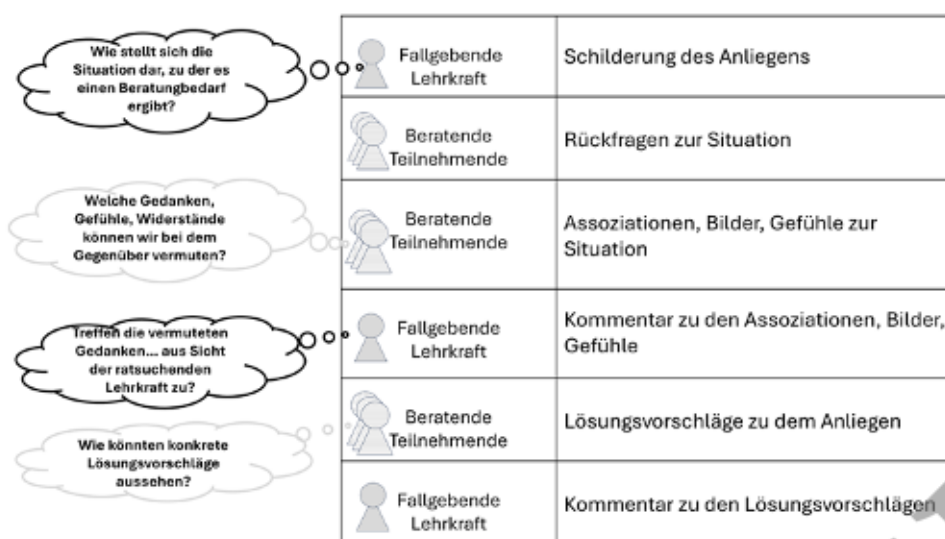 Wie stellt sich die
Situation dar, zu der es
einen Beratungbedarf
ergibt?
Fallgebende
Lehrkraft
Schilderung des Anliegens
Beratende
Teilnehmende
Rückfragen zur Situation
Welche Gedanken,
Gefühle, Widerstände
können wir bei dem
Gegenüber vermuten?
Beratende
Teilnehmende
Assoziationen, Bilder, Gefühle zur
Situation
Treffen die vermuteten
Gedanken... aus Sicht
der ratsuchenden
Lehrkraft zu?
Fallgebende
Lehrkraft
Kommentar zu den Assoziationen, Bilder,
Gefühle
Wie könnten konkrete
Lösungsvorschläge
aussehen?
Beratende
Teilnehmende
Lösungsvorschläge zu dem Anliegen
Fallgebende
Lehrkraft
Kommentar zu den Lösungsvorschlägen